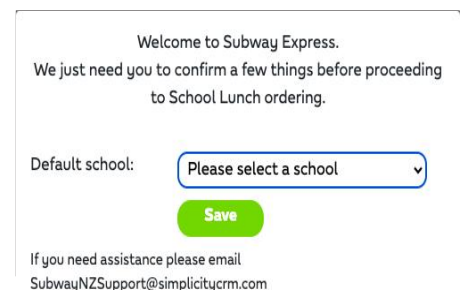 Welcome to Subway Express.
We just need you to confirm a few things before proceeding
to School Lunch ordering.
Default school:
Please select a school
Save
If you need assistance please email
SubwayNZSupport@simplicitycrm.com